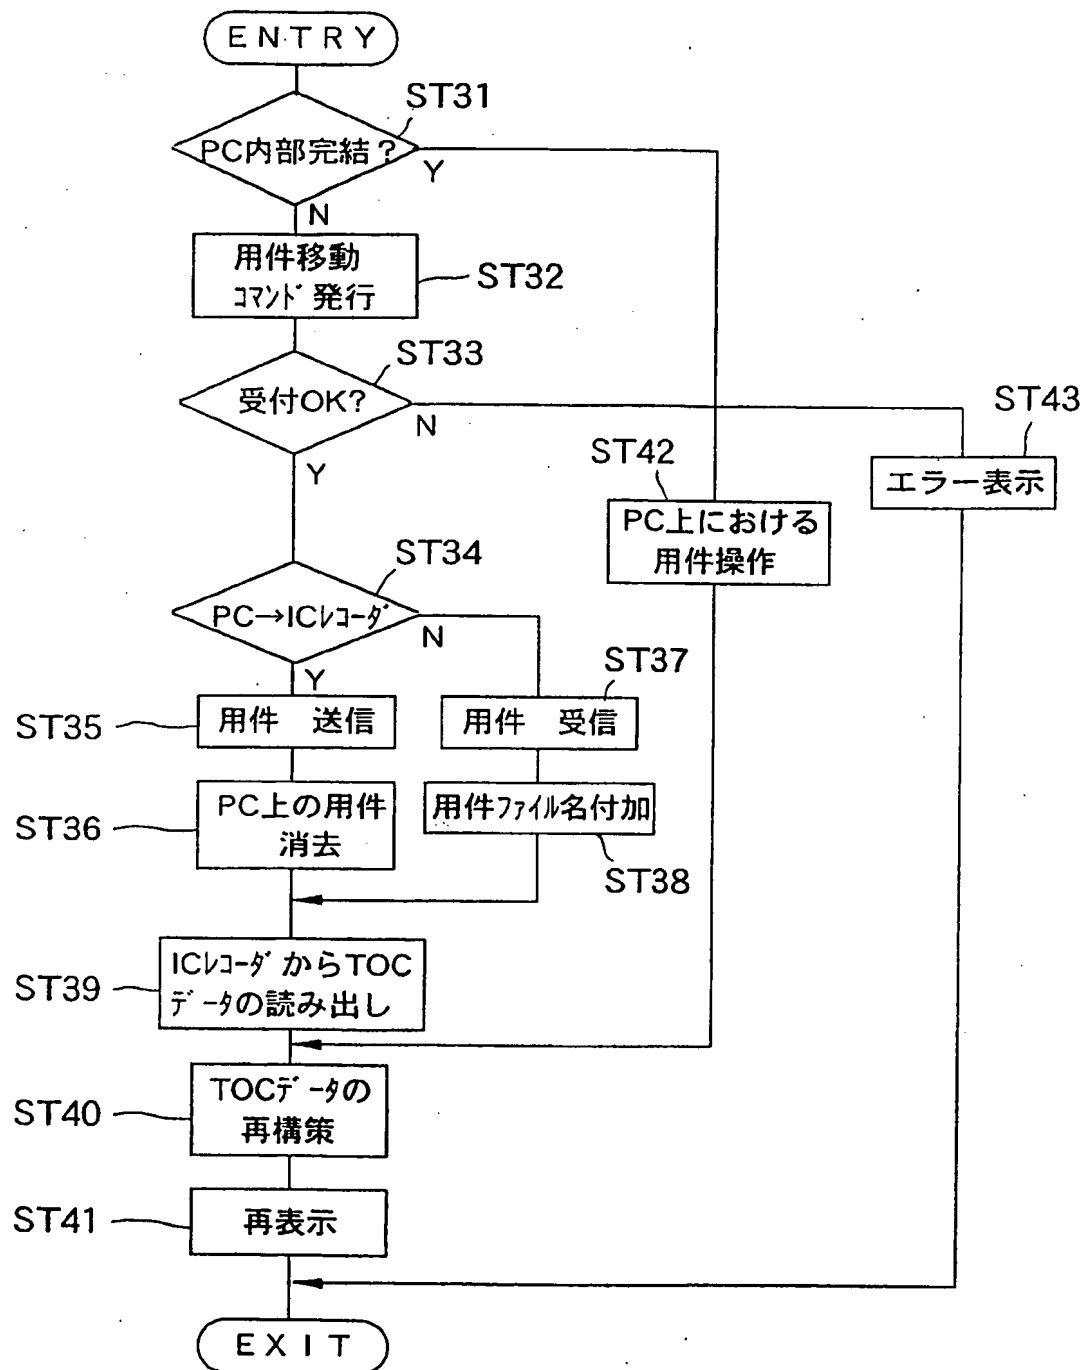 ENTRY
ST31
PC内部完結?
Y
N
用件移動
ｺﾏﾝﾄﾞ発行
ST32
ST33
受付OK?
N
Y
ST43
エラー表示
ST42
PC上における
用件操作
ST34
PC→ICﾚｺｰﾀﾞ
N
Y
ST37
ST35
用件 送信
用件 受信
ST36
PC上の用件
消去
用件ﾌｧｲﾙ名付加
ST38
ST39
ICﾚｺｰﾀﾞからTOC
ﾃﾞｰﾀの読み出し
ST40
TOCﾃﾞｰﾀの
再構策
ST41
再表示
EXIT